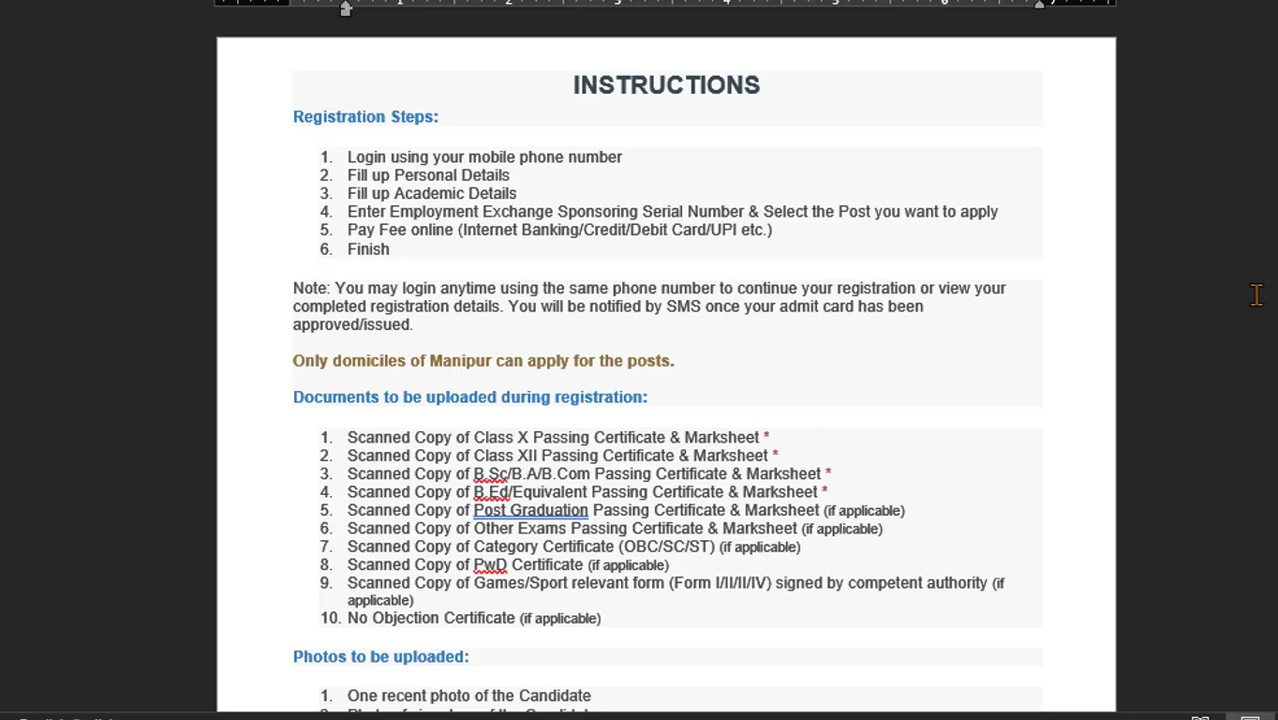 INSTRUCTIONS
Registration Steps:
1. Login using your mobile phone number
2. Fill up Personal Details
3. Fill up Academic Details
4. Enter Employment Exchange Sponsoring Serial Number & Select the Post you want to apply
5. Pay Fee online (Internet Banking/Credit/Debit Card/UPI etc.)
6. Finish
Note: You may login anytime using the same phone number to continue your registration or view your
completed registration details. You will be notified by SMS once your admit card has been
approved/issued.
Only domiciles of Manipur can apply for the posts.
Documents to be uploaded during registration:
1. Scanned Copy of Class X Passing Certificate & Marksheet *
2. Scanned Copy of Class XII Passing Certificate & Marksheet *
3. Scanned Copy of B.Sc/B.A/B.Com Passing Certificate & Marksheet *
4. Scanned Copy of B.Ed/Equivalent Passing Certificate & Marksheet *
5. Scanned Copy of Post Graduation Passing Certificate & Marksheet (if applicable)
6. Scanned Copy of Other Exams Passing Certificate & Marksheet (if applicable)
7. Scanned Copy of Category Certificate (OBC/SC/ST) (if applicable)
8. Scanned Copy of PwD Certificate (if applicable)
9. Scanned Copy of Games/Sport relevant form (Form I/II/II/IV) signed by competent authority (if
applicable)
10. No Objection Certificate (if applicable)
Photos to be uploaded:
1. One recent photo of the Candidate